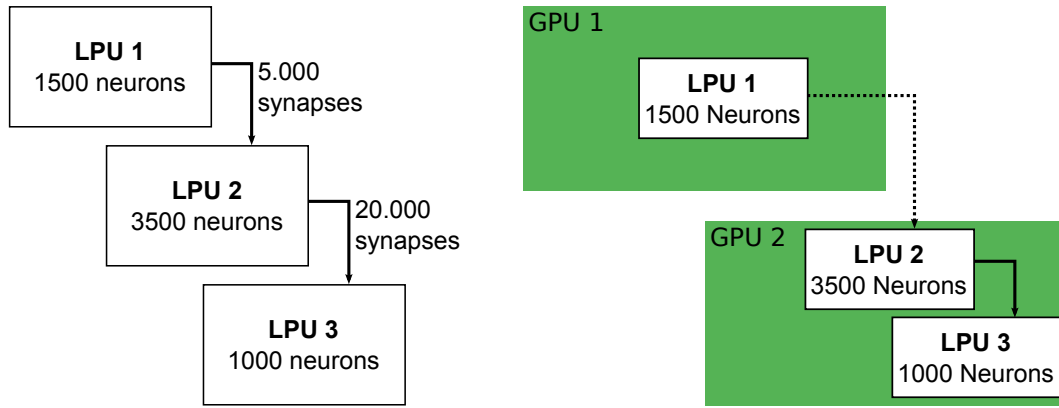 LPU 1
1500 neurons
5.000
synapses
LPU 2
3500 neurons
20.000
synapses
LPU 3
1000 neurons
GPU 1
LPU 1
1500 Neurons
GPU 2
LPU 2
3500 Neurons
LPU 3
1000 Neurons